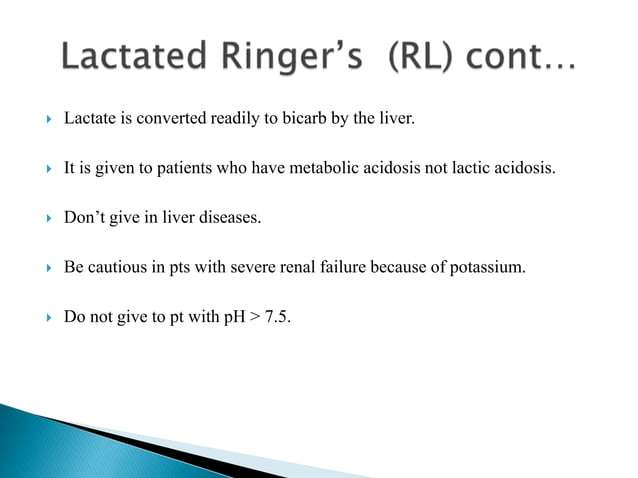 Lactated Ringer’s  (RL) cont…
Lactate is converted readily to bicarb by the liver.
It is given to patients who have metabolic acidosis not lactic acidosis.
Don’t give in liver diseases.
Be cautious in pts with severe renal failure because of potassium.
Do not give to pt with pH > 7.5.